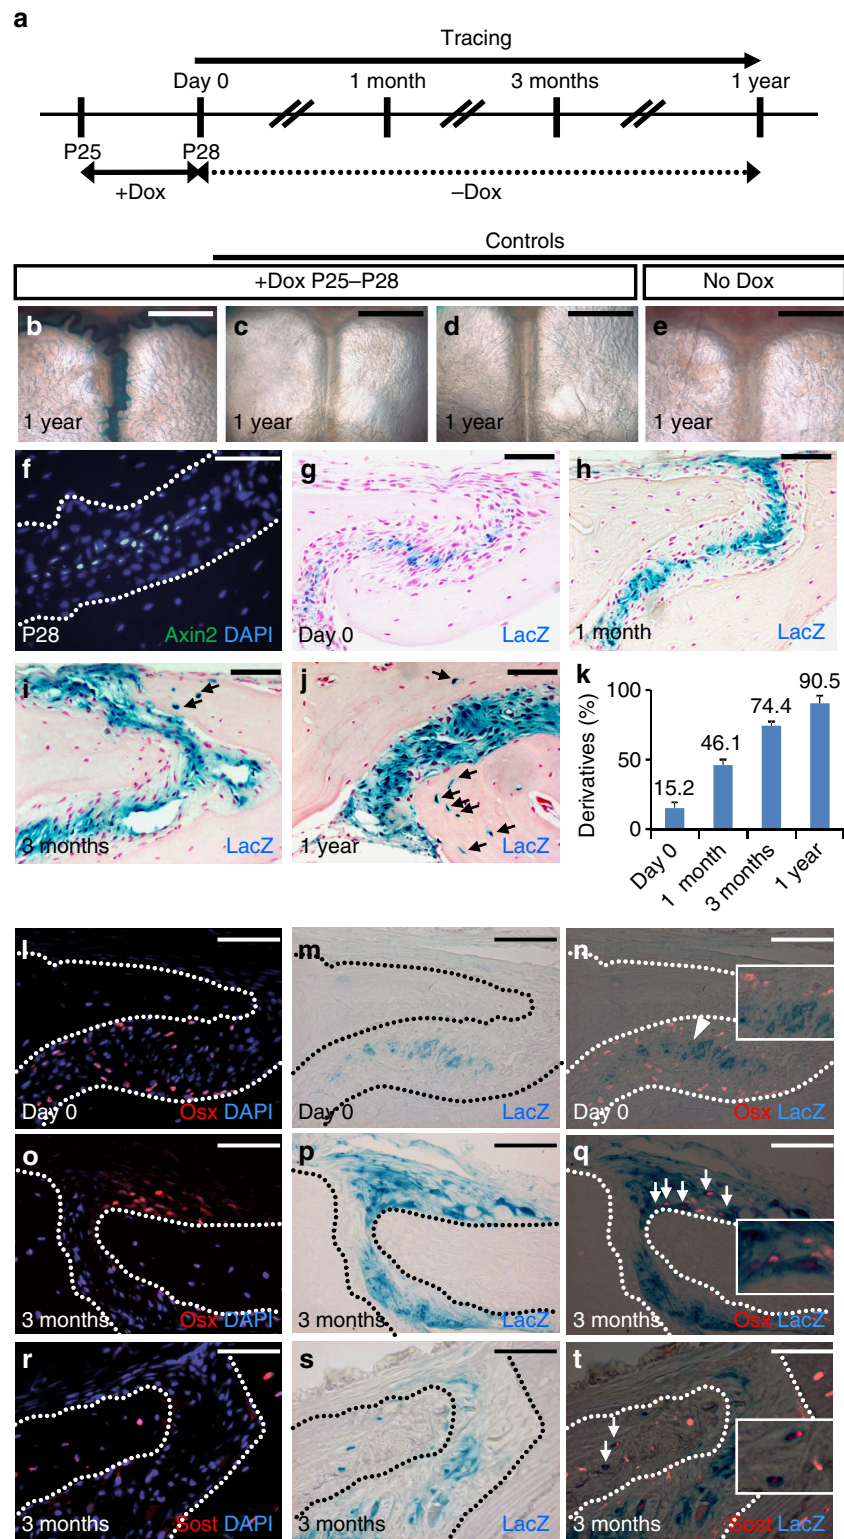 a
Tracing
Day 0 1 month 3 months 1 year
P25 P28
+Dox –Dox
Controls
+Dox P25–P28 No Dox
b c d e
1 year 1 year 1 year 1 year
f g h
P28 Axin2 DAPI Day 0 LacZ 1 month LacZ
i j k
3 months LacZ 1 year LacZ
Derivatives (%)
100
50
0
15.2 46.1 74.4 90.5
Day 0 1 month 3 months 1 year
l m n
Day 0 Osx DAPI Day 0 LacZ Day 0 Osx LacZ
o p q
3 months Osx DAPI 3 months LacZ 3 months Osx LacZ
r s t
3 months Sost DAPI 3 months LacZ 3 months Sost LacZ